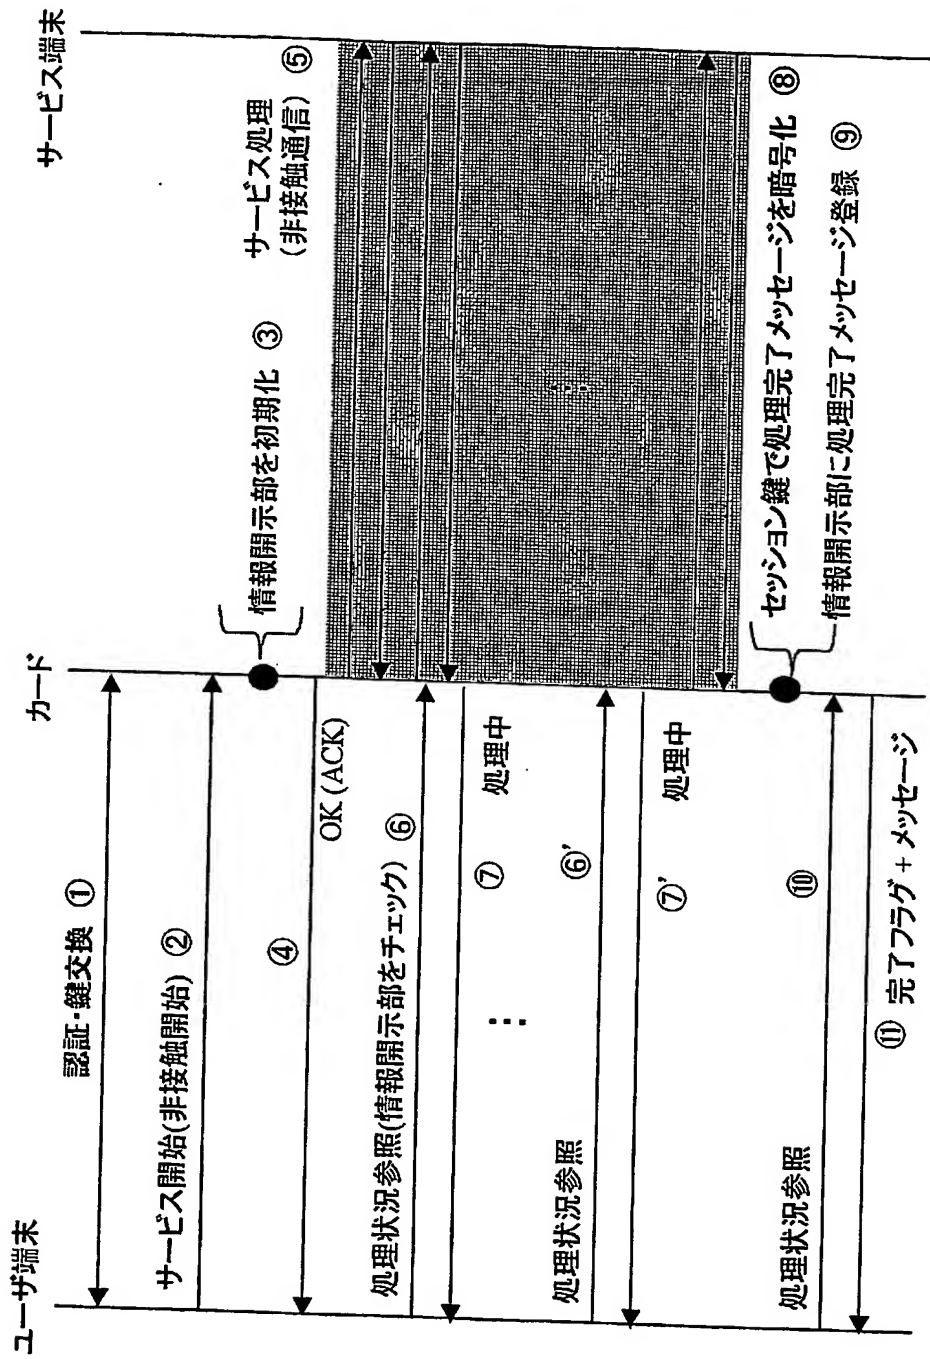 ユーザ端末
カード
サービス端末
認証・鍵交換 ①
サービス開始(非接触開始) ②
情報開示部を初期化 ③
④
OK (ACK)
サービス処理 ⑤
(非接触通信)
処理状況参照(情報開示部をチェック) ⑥
⑦ 処理中
⋮
処理状況参照 ⑥’
⑦’ 処理中
セッション鍵で処理完了メッセージを暗号化 ⑧
情報開示部に処理完了メッセージ登録 ⑨
処理状況参照 ⑩
⑪ 完了フラグ + メッセージ